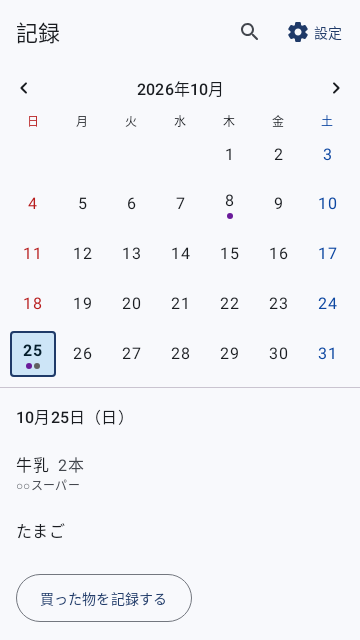 記録
設定
2026年10月
日 月 火 水 木 金 土
1 2 3
4 5 6 7 8 9 10
11 12 13 14 15 16 17
18 19 20 21 22 23 24
25 26 27 28 29 30 31
10月25日（日）
牛乳 2本
○○スーパー
たまご
買った物を記録する